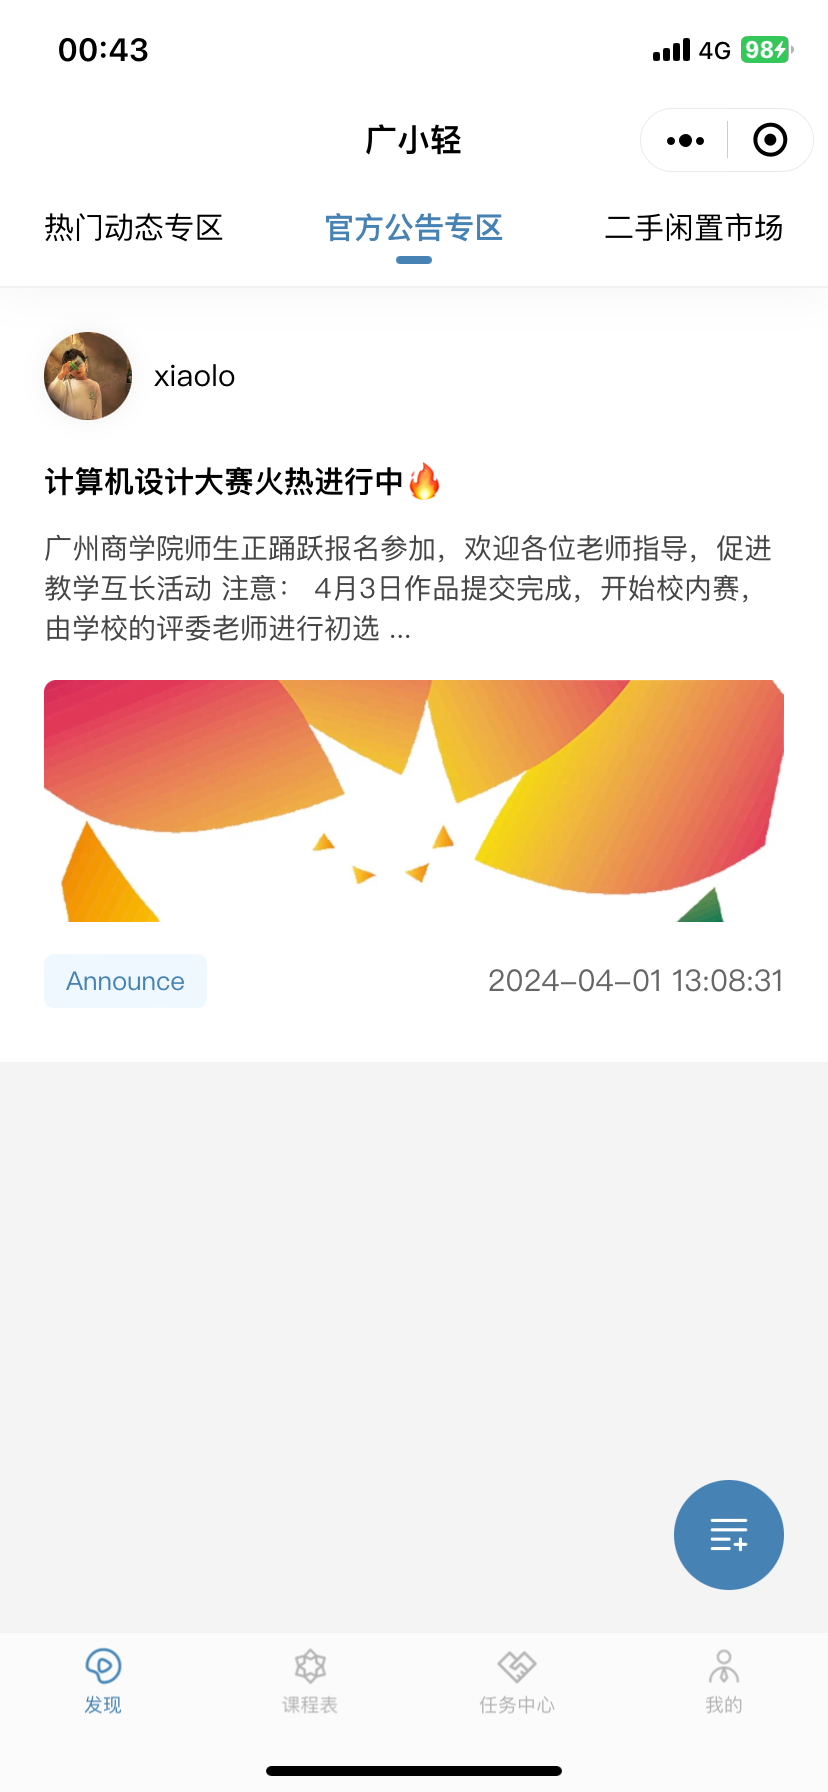 00:43
4G 98
广小轻
热门动态专区 官方公告专区 二手闲置市场
xiaolo
计算机设计大赛火热进行中🔥
广州商学院师生正踊跃报名参加，欢迎各位老师指导，促进
教学互长活动 注意： 4月3日作品提交完成，开始校内赛，
由学校的评委老师进行初选 ...
Announce 2024-04-01 13:08:31
发现 课程表 任务中心 我的